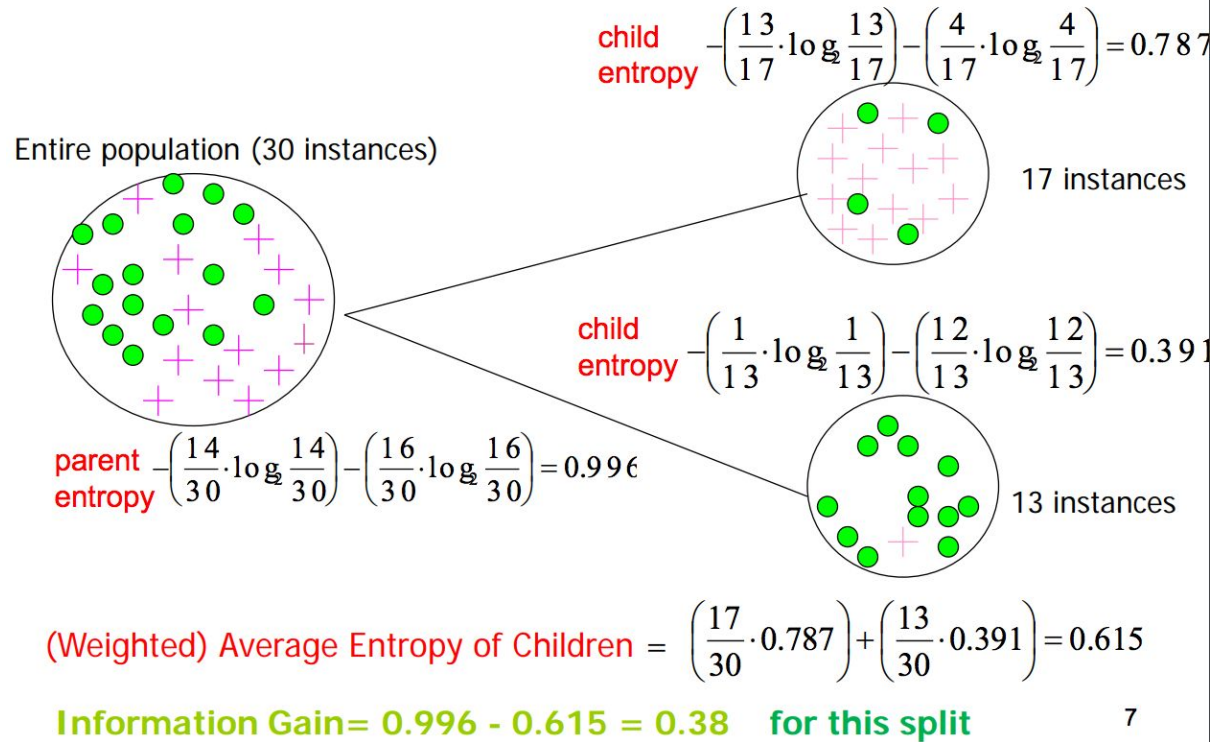 child entropy −(13/17 · log₂ 13/17) − (4/17 · log₂ 4/17) = 0.787
Entire population (30 instances)
17 instances
child entropy −(1/13 · log₂ 1/13) − (12/13 · log₂ 12/13) = 0.391
parent entropy −(14/30 · log₂ 14/30) − (16/30 · log₂ 16/30) = 0.996
13 instances
(Weighted) Average Entropy of Children = (17/30 · 0.787) + (13/30 · 0.391) = 0.615
Information Gain= 0.996 - 0.615 = 0.38 for this split
7